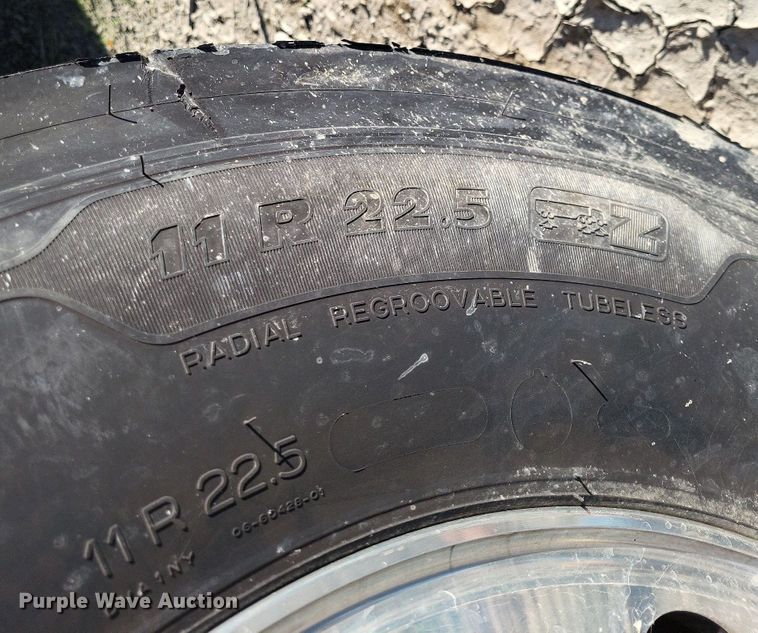 11 R 22.5 Z
RADIAL REGROOVABLE TUBELESS
11 R 22.5
Purple Wave Auction